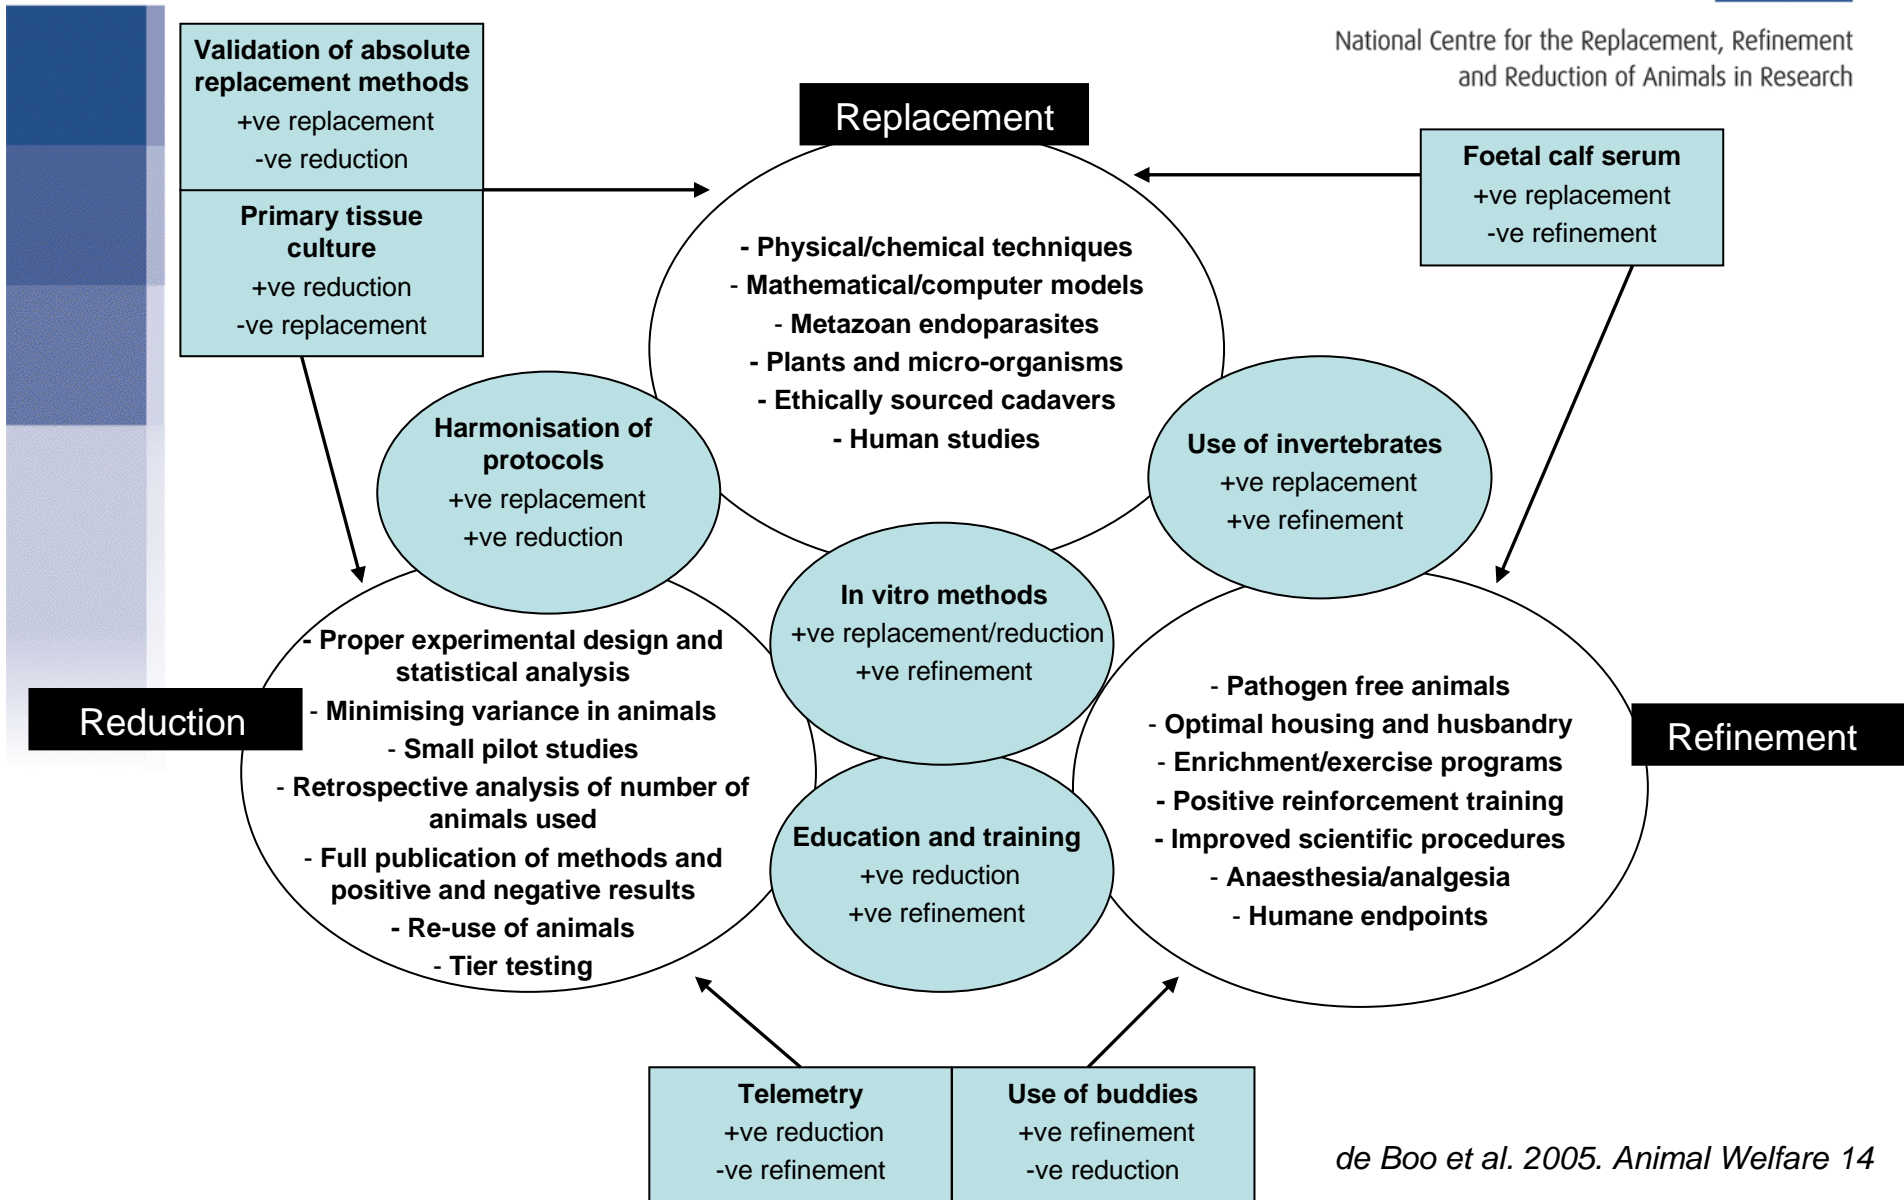 National Centre for the Replacement, Refinement
and Reduction of Animals in Research
Validation of absolute
replacement methods
+ve replacement
-ve reduction
Primary tissue
culture
+ve reduction
-ve replacement
Replacement
Foetal calf serum
+ve replacement
-ve refinement
- Physical/chemical techniques
- Mathematical/computer models
- Metazoan endoparasites
- Plants and micro-organisms
- Ethically sourced cadavers
- Human studies
Harmonisation of
protocols
+ve replacement
+ve reduction
Use of invertebrates
+ve replacement
+ve refinement
In vitro methods
+ve replacement/reduction
+ve refinement
Reduction
- Proper experimental design and
statistical analysis
- Minimising variance in animals
- Small pilot studies
- Retrospective analysis of number of
animals used
- Full publication of methods and
positive and negative results
- Re-use of animals
- Tier testing
Education and training
+ve reduction
+ve refinement
Refinement
- Pathogen free animals
- Optimal housing and husbandry
- Enrichment/exercise programs
- Positive reinforcement training
- Improved scientific procedures
- Anaesthesia/analgesia
- Humane endpoints
Telemetry
+ve reduction
-ve refinement
Use of buddies
+ve refinement
-ve reduction
de Boo et al. 2005. Animal Welfare 14